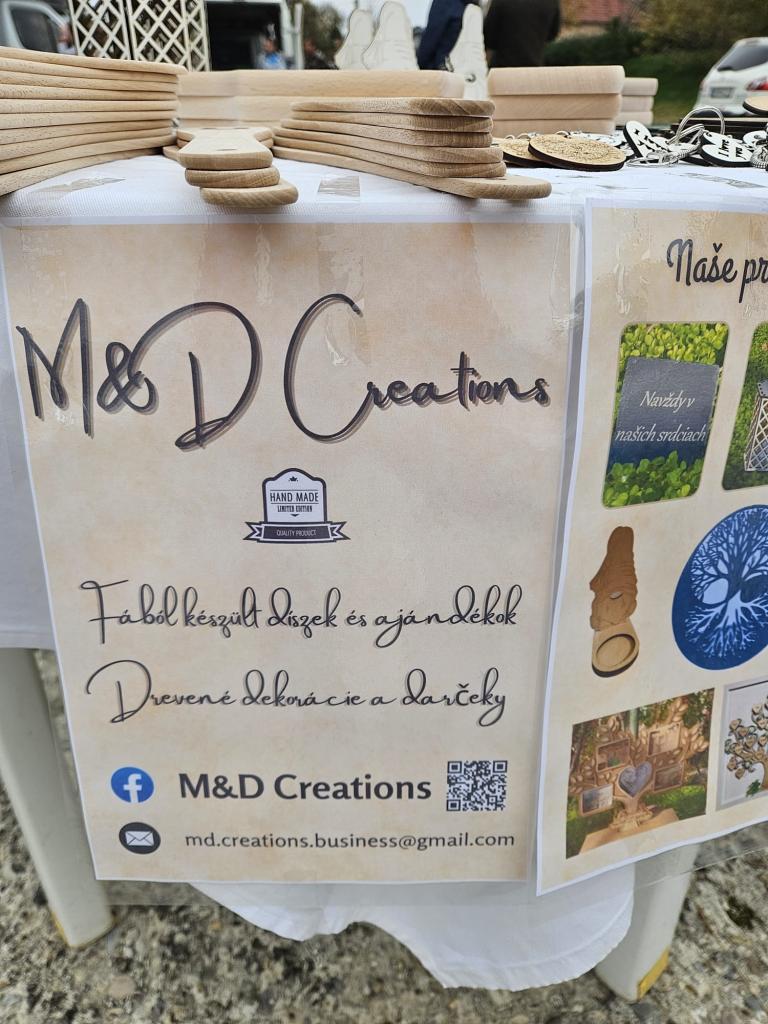 M&D Creations
HAND MADE
LIMITED EDITION
QUALITY PRODUCT
Fából készült díszek és ajándékok
Drevené dekorácie a darčeky
M&D Creations
md.creations.business@gmail.com
Naše pr
Navždy v
našich srdciach